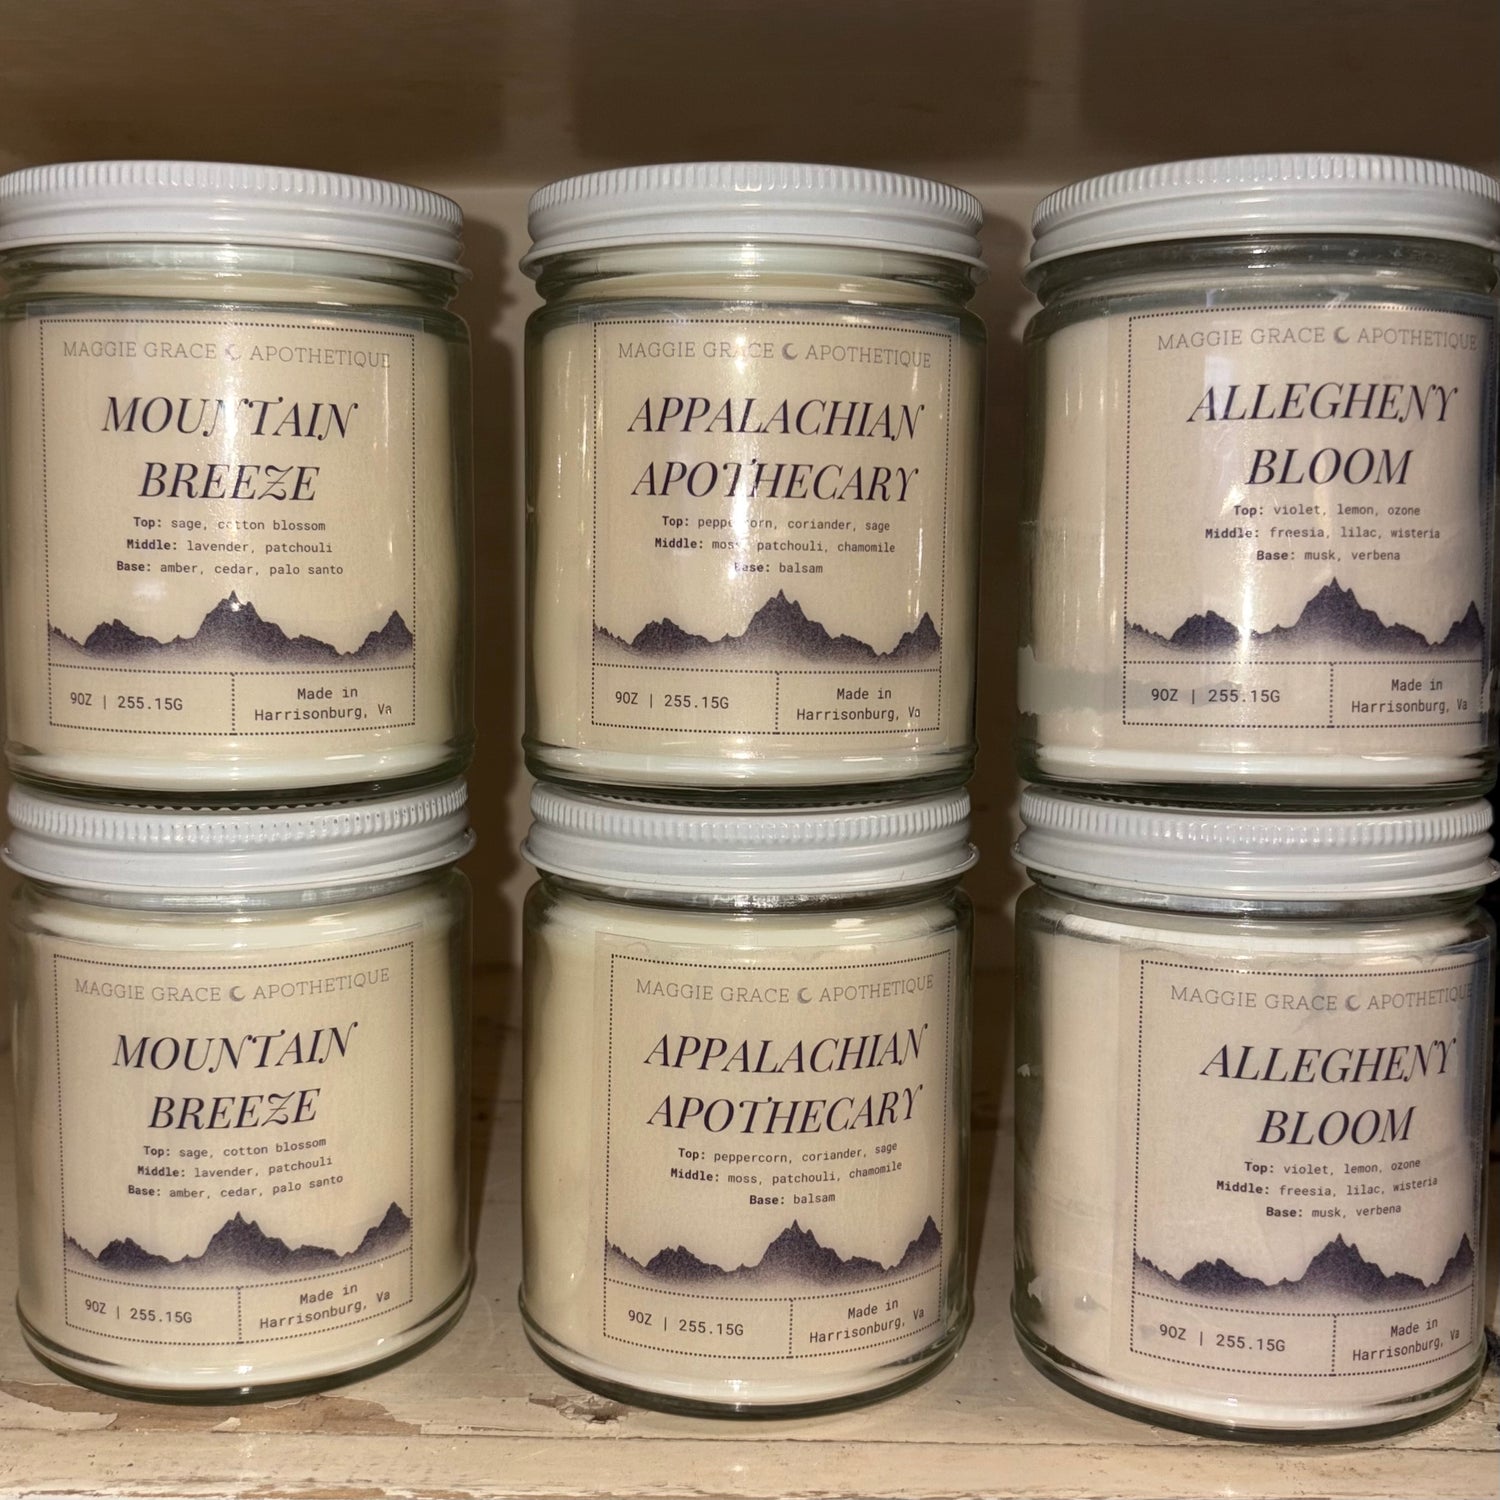 MAGGIE GRACE APOTHETIQUE
MOUNTAIN
BREEZE
Top: sage, cotton blossom
Middle: lavender, patchouli
Base: amber, cedar, palo santo
9OZ | 255.15G
Made in
Harrisonburg, Va
MAGGIE GRACE APOTHETIQUE
APPALACHIAN
APOTHECARY
Top: peppercorn, coriander, sage
Middle: moss, patchouli, chamomile
Base: balsam
9OZ | 255.15G
Made in
Harrisonburg, Va
MAGGIE GRACE APOTHETIQUE
ALLEGHENY
BLOOM
Top: violet, lemon, ozone
Middle: freesia, lilac, wisteria
Base: musk, verbena
9OZ | 255.15G
Made in
Harrisonburg, Va
MAGGIE GRACE APOTHETIQUE
MOUNTAIN
BREEZE
Top: sage, cotton blossom
Middle: lavender, patchouli
Base: amber, cedar, palo santo
9OZ | 255.15G
Made in
Harrisonburg, Va
MAGGIE GRACE APOTHETIQUE
APPALACHIAN
APOTHECARY
Top: peppercorn, coriander, sage
Middle: moss, patchouli, chamomile
Base: balsam
9OZ | 255.15G
Made in
Harrisonburg, Va
MAGGIE GRACE APOTHETIQUE
ALLEGHENY
BLOOM
Top: violet, lemon, ozone
Middle: freesia, lilac, wisteria
Base: musk, verbena
9OZ | 255.15G
Made in
Harrisonburg, Va